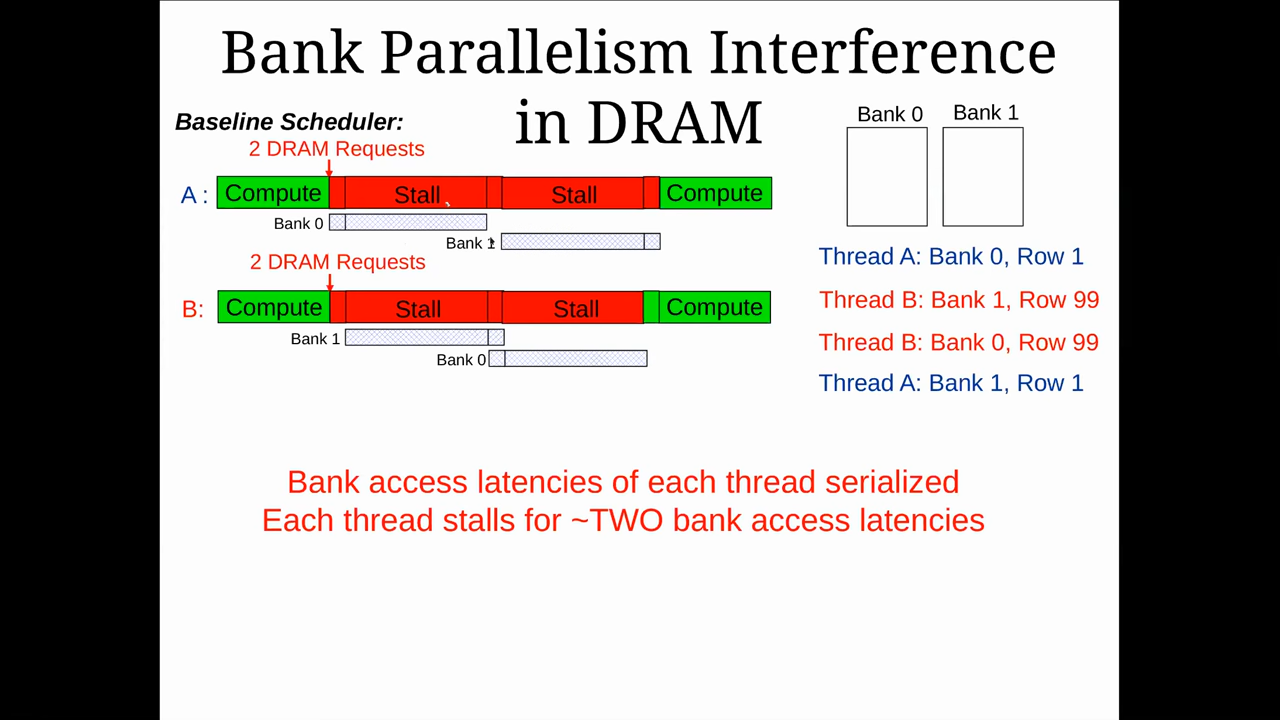 Bank Parallelism Interference
in DRAM
Baseline Scheduler:
2 DRAM Requests
A :
Compute
Stall
Stall
Compute
Bank 0
Bank 1
2 DRAM Requests
B:
Compute
Stall
Stall
Compute
Bank 1
Bank 0
Bank 0
Bank 1
Thread A: Bank 0, Row 1
Thread B: Bank 1, Row 99
Thread B: Bank 0, Row 99
Thread A: Bank 1, Row 1
Bank access latencies of each thread serialized
Each thread stalls for ~TWO bank access latencies